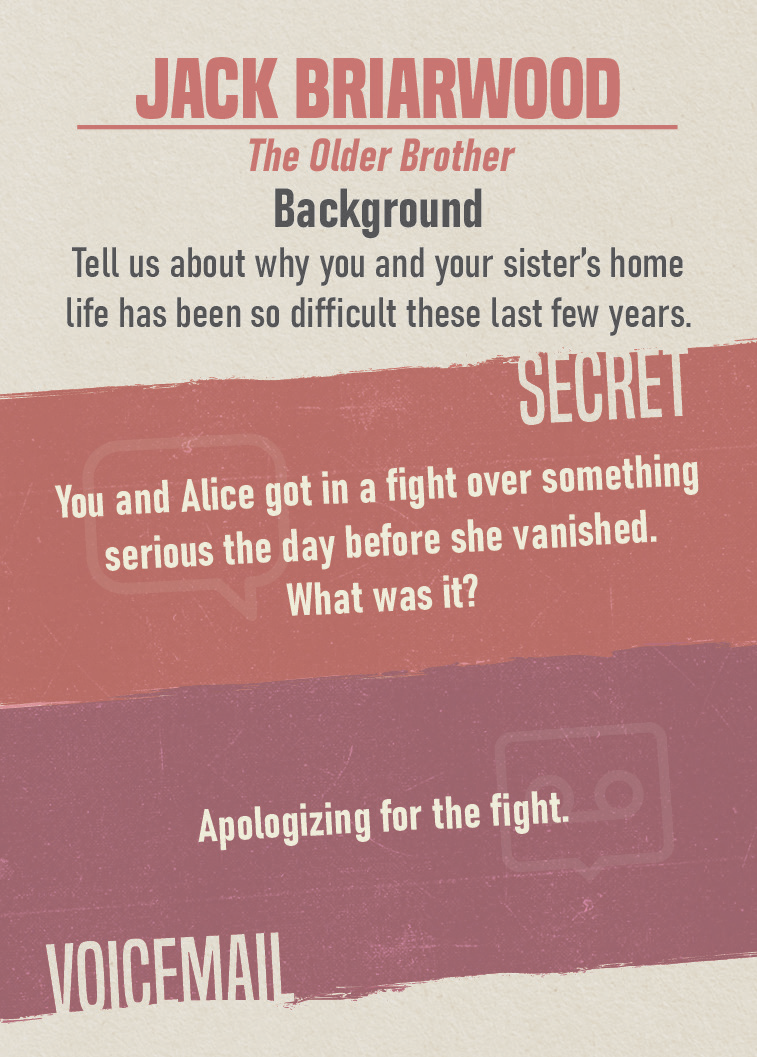 JACK BRIARWOOD
The Older Brother
Background
Tell us about why you and your sister’s home
life has been so difficult these last few years.
SECRET
You and Alice got in a fight over something
serious the day before she vanished.
What was it?
Apologizing for the fight.
VOICEMAIL